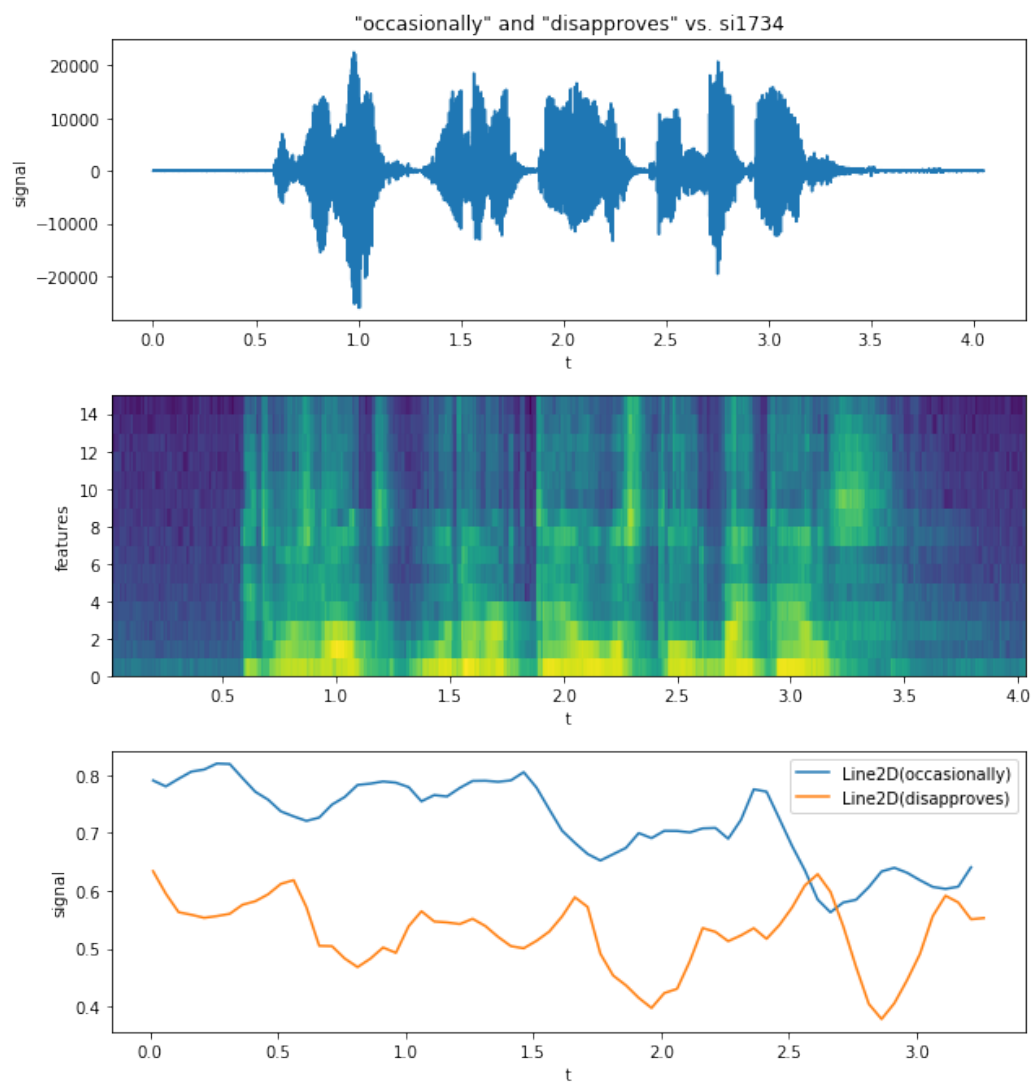 "occasionally" and "disapproves" vs. si1734
20000
10000
0
−10000
−20000
signal
0.0 0.5 1.0 1.5 2.0 2.5 3.0 3.5 4.0
t
14
12
10
8
6
4
2
0
features
0.5 1.0 1.5 2.0 2.5 3.0 3.5 4.0
t
0.8
0.7
0.6
0.5
0.4
signal
Line2D(occasionally)
Line2D(disapproves)
0.0 0.5 1.0 1.5 2.0 2.5 3.0
t